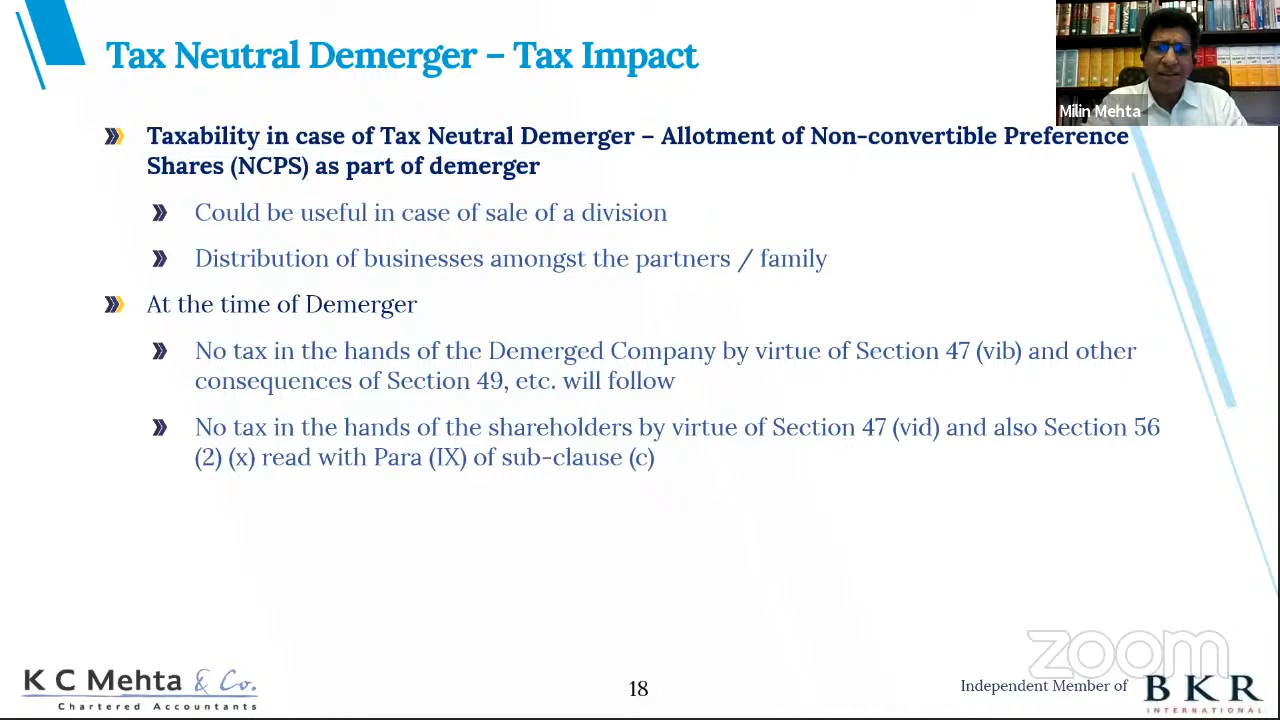 Tax Neutral Demerger – Tax Impact
Milin Mehta
Taxability in case of Tax Neutral Demerger – Allotment of Non-convertible Preference
Shares (NCPS) as part of demerger
Could be useful in case of sale of a division
Distribution of businesses amongst the partners / family
At the time of Demerger
No tax in the hands of the Demerged Company by virtue of Section 47 (vib) and other
consequences of Section 49, etc. will follow
No tax in the hands of the shareholders by virtue of Section 47 (vid) and also Section 56
(2) (x) read with Para (IX) of sub-clause (c)
zoom
K C Mehta & Co.
Chartered Accountants
18
Independent Member of
BKR
INTERNATIONAL